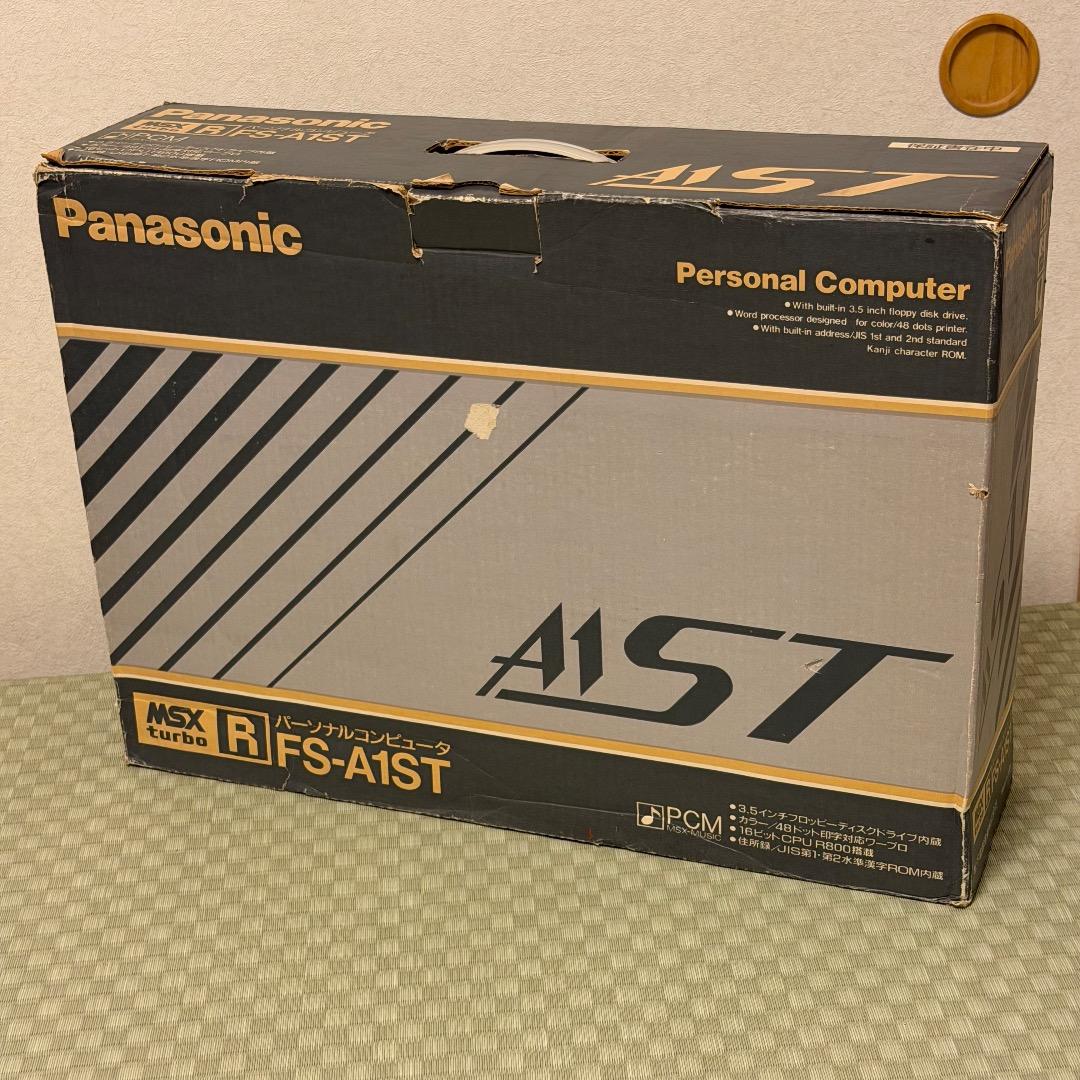 Panasonic
MSX
R
FS-A1ST
PCM
A1ST
保証書在中
Panasonic
Personal Computer
●With built-in 3.5 inch floppy disk drive.
●Word processor designed for color/48 dots printer.
●With built-in address/JIS 1st and 2nd standard
Kanji character ROM.
A1ST
MSX
turbo
R
パーソナルコンピュータ
FS-A1ST
PCM
MSX-MUSIC
●3.5インチフロッピーディスクドライブ内蔵
●カラー/48ドット印字対応ワープロ
●16ビットCPU R800搭載
●住所録/JIS第1・第2水準漢字ROM内蔵